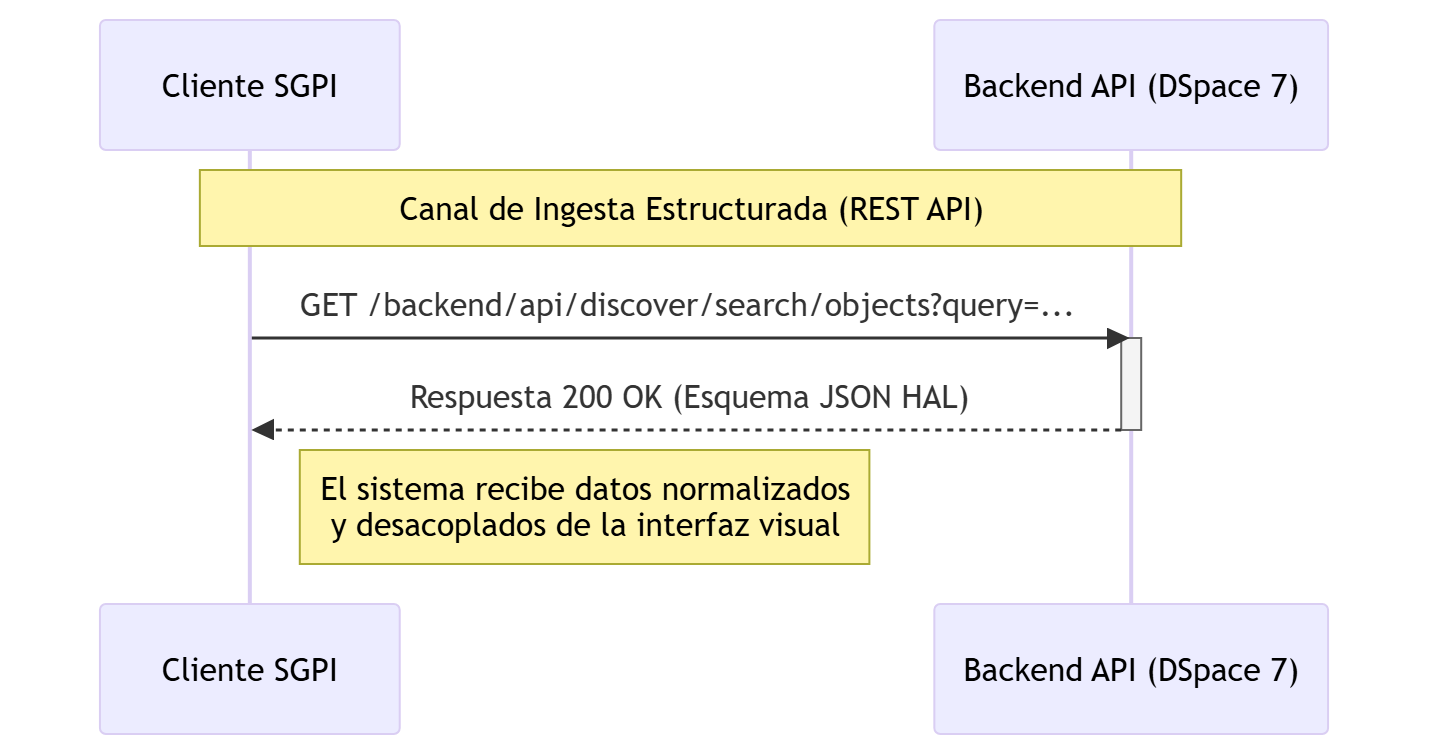 Cliente SGPI
Backend API (DSpace 7)
Canal de Ingesta Estructurada (REST API)
GET /backend/api/discover/search/objects?query=...
Respuesta 200 OK (Esquema JSON HAL)
El sistema recibe datos normalizados
y desacoplados de la interfaz visual
Cliente SGPI
Backend API (DSpace 7)